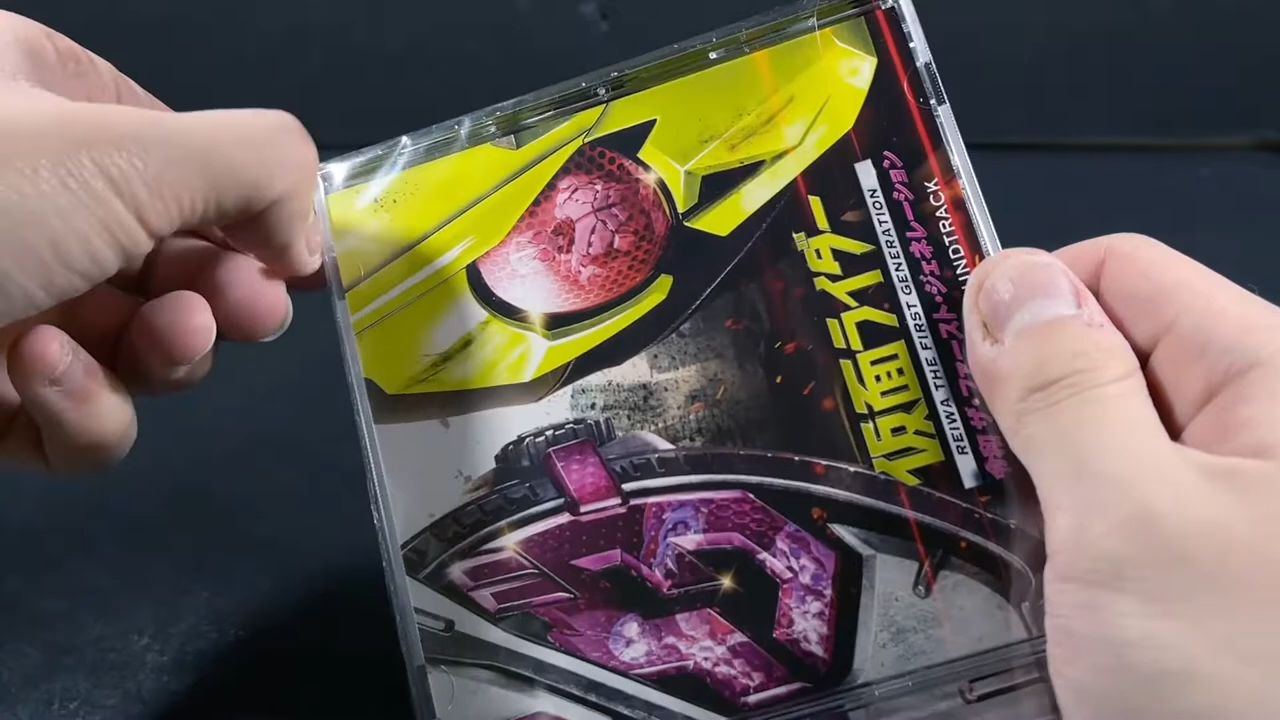 仮面ライダー
REIWA THE FIRST GENERATION
令和 ザ・ファースト・ジェネレーション
UNDTRACK